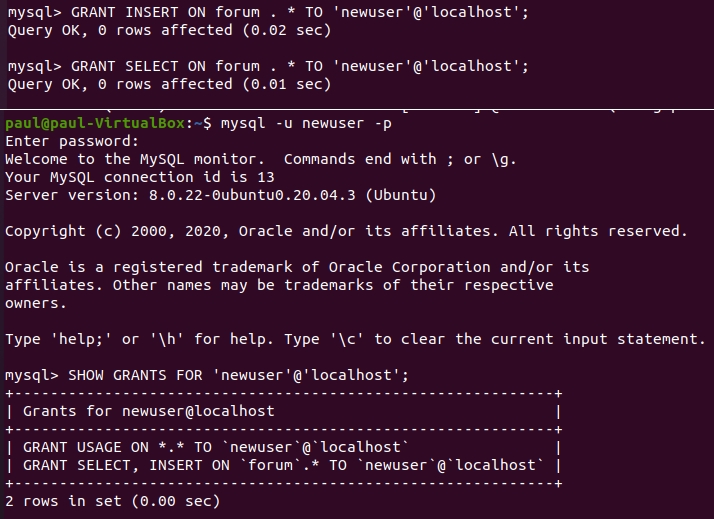 mysql> GRANT INSERT ON forum . * TO 'newuser'@'localhost';
Query OK, 0 rows affected (0.02 sec)
mysql> GRANT SELECT ON forum . * TO 'newuser'@'localhost';
Query OK, 0 rows affected (0.01 sec)
paul@paul-VirtualBox:~$ mysql -u newuser -p
Enter password:
Welcome to the MySQL monitor.  Commands end with ; or \g.
Your MySQL connection id is 13
Server version: 8.0.22-0ubuntu0.20.04.3 (Ubuntu)
Copyright (c) 2000, 2020, Oracle and/or its affiliates. All rights reserved.
Oracle is a registered trademark of Oracle Corporation and/or its
affiliates. Other names may be trademarks of their respective
owners.
Type 'help;' or '\h' for help. Type '\c' to clear the current input statement.
mysql> SHOW GRANTS FOR 'newuser'@'localhost';
+-----------------------------------------------------------+
| Grants for newuser@localhost                              |
+-----------------------------------------------------------+
| GRANT USAGE ON *.* TO `newuser`@`localhost`               |
| GRANT SELECT, INSERT ON `forum`.* TO `newuser`@`localhost` |
+-----------------------------------------------------------+
2 rows in set (0.00 sec)